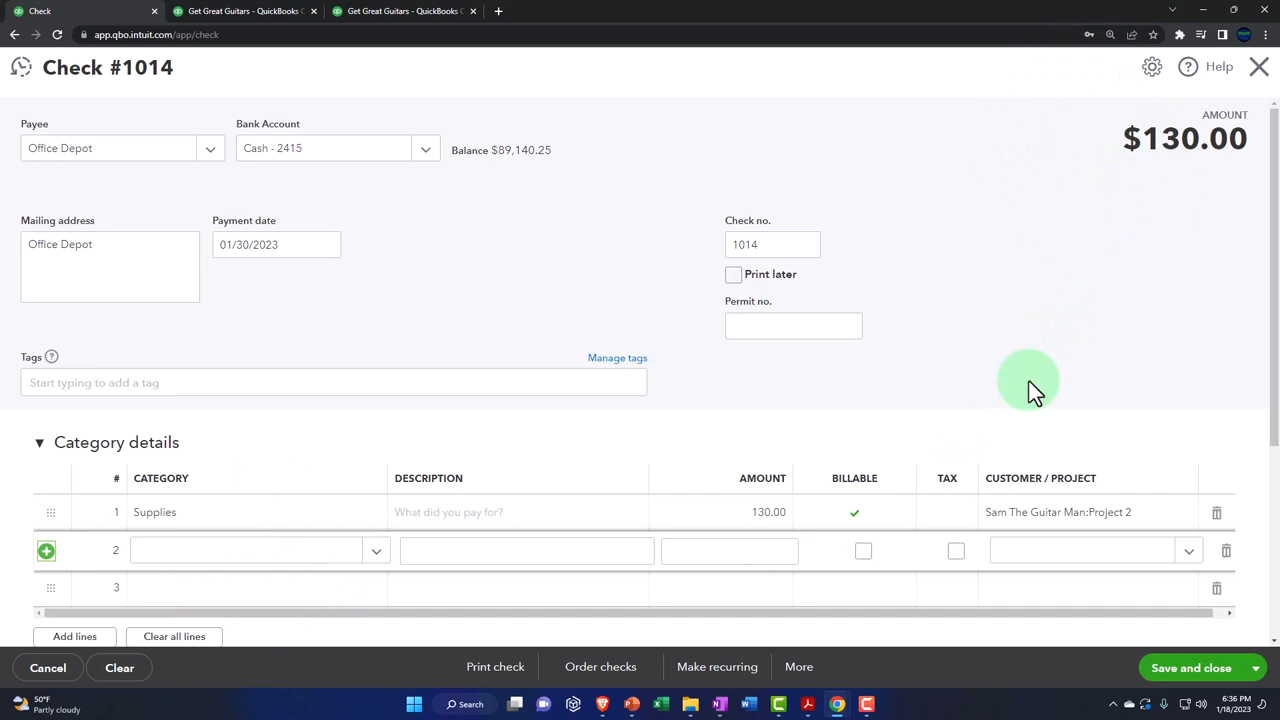 Check
Get Great Guitars - QuickBooks C
Get Great Guitars - QuickBooks C
app.qbo.intuit.com/app/check
Check #1014
Help
Payee
Bank Account
AMOUNT
$130.00
Office Depot
Cash - 2415
Balance $89,140.25
Mailing address
Payment date
Check no.
Office Depot
01/30/2023
1014
Print later
Permit no.
Tags
Manage tags
Start typing to add a tag
Category details
# CATEGORY DESCRIPTION AMOUNT BILLABLE TAX CUSTOMER / PROJECT
1 Supplies What did you pay for? 130.00 Sam The Guitar Man:Project 2
2
3
Add lines Clear all lines
Cancel Clear Print check Order checks Make recurring More Save and close
50°F
Partly cloudy
Search
6:36 PM
1/18/2023